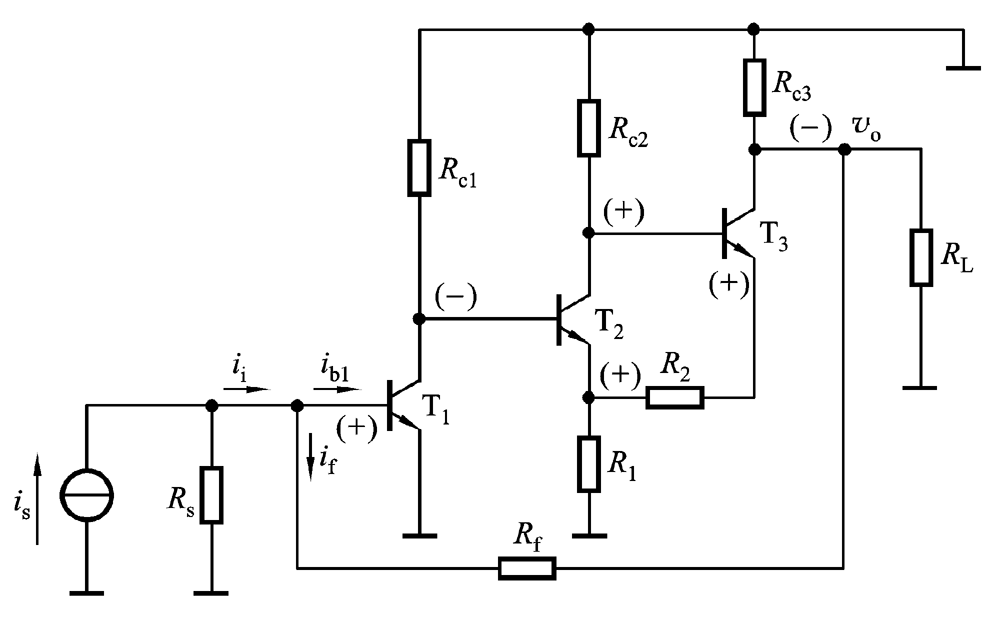 R_c3
(−) v_o
R_c2
R_c1
(+)
T_3
R_L
(+)
(−)
T_2
(+) R_2
i_i i_b1
T_1
(+)
i_f
R_1
i_s
R_s
R_f